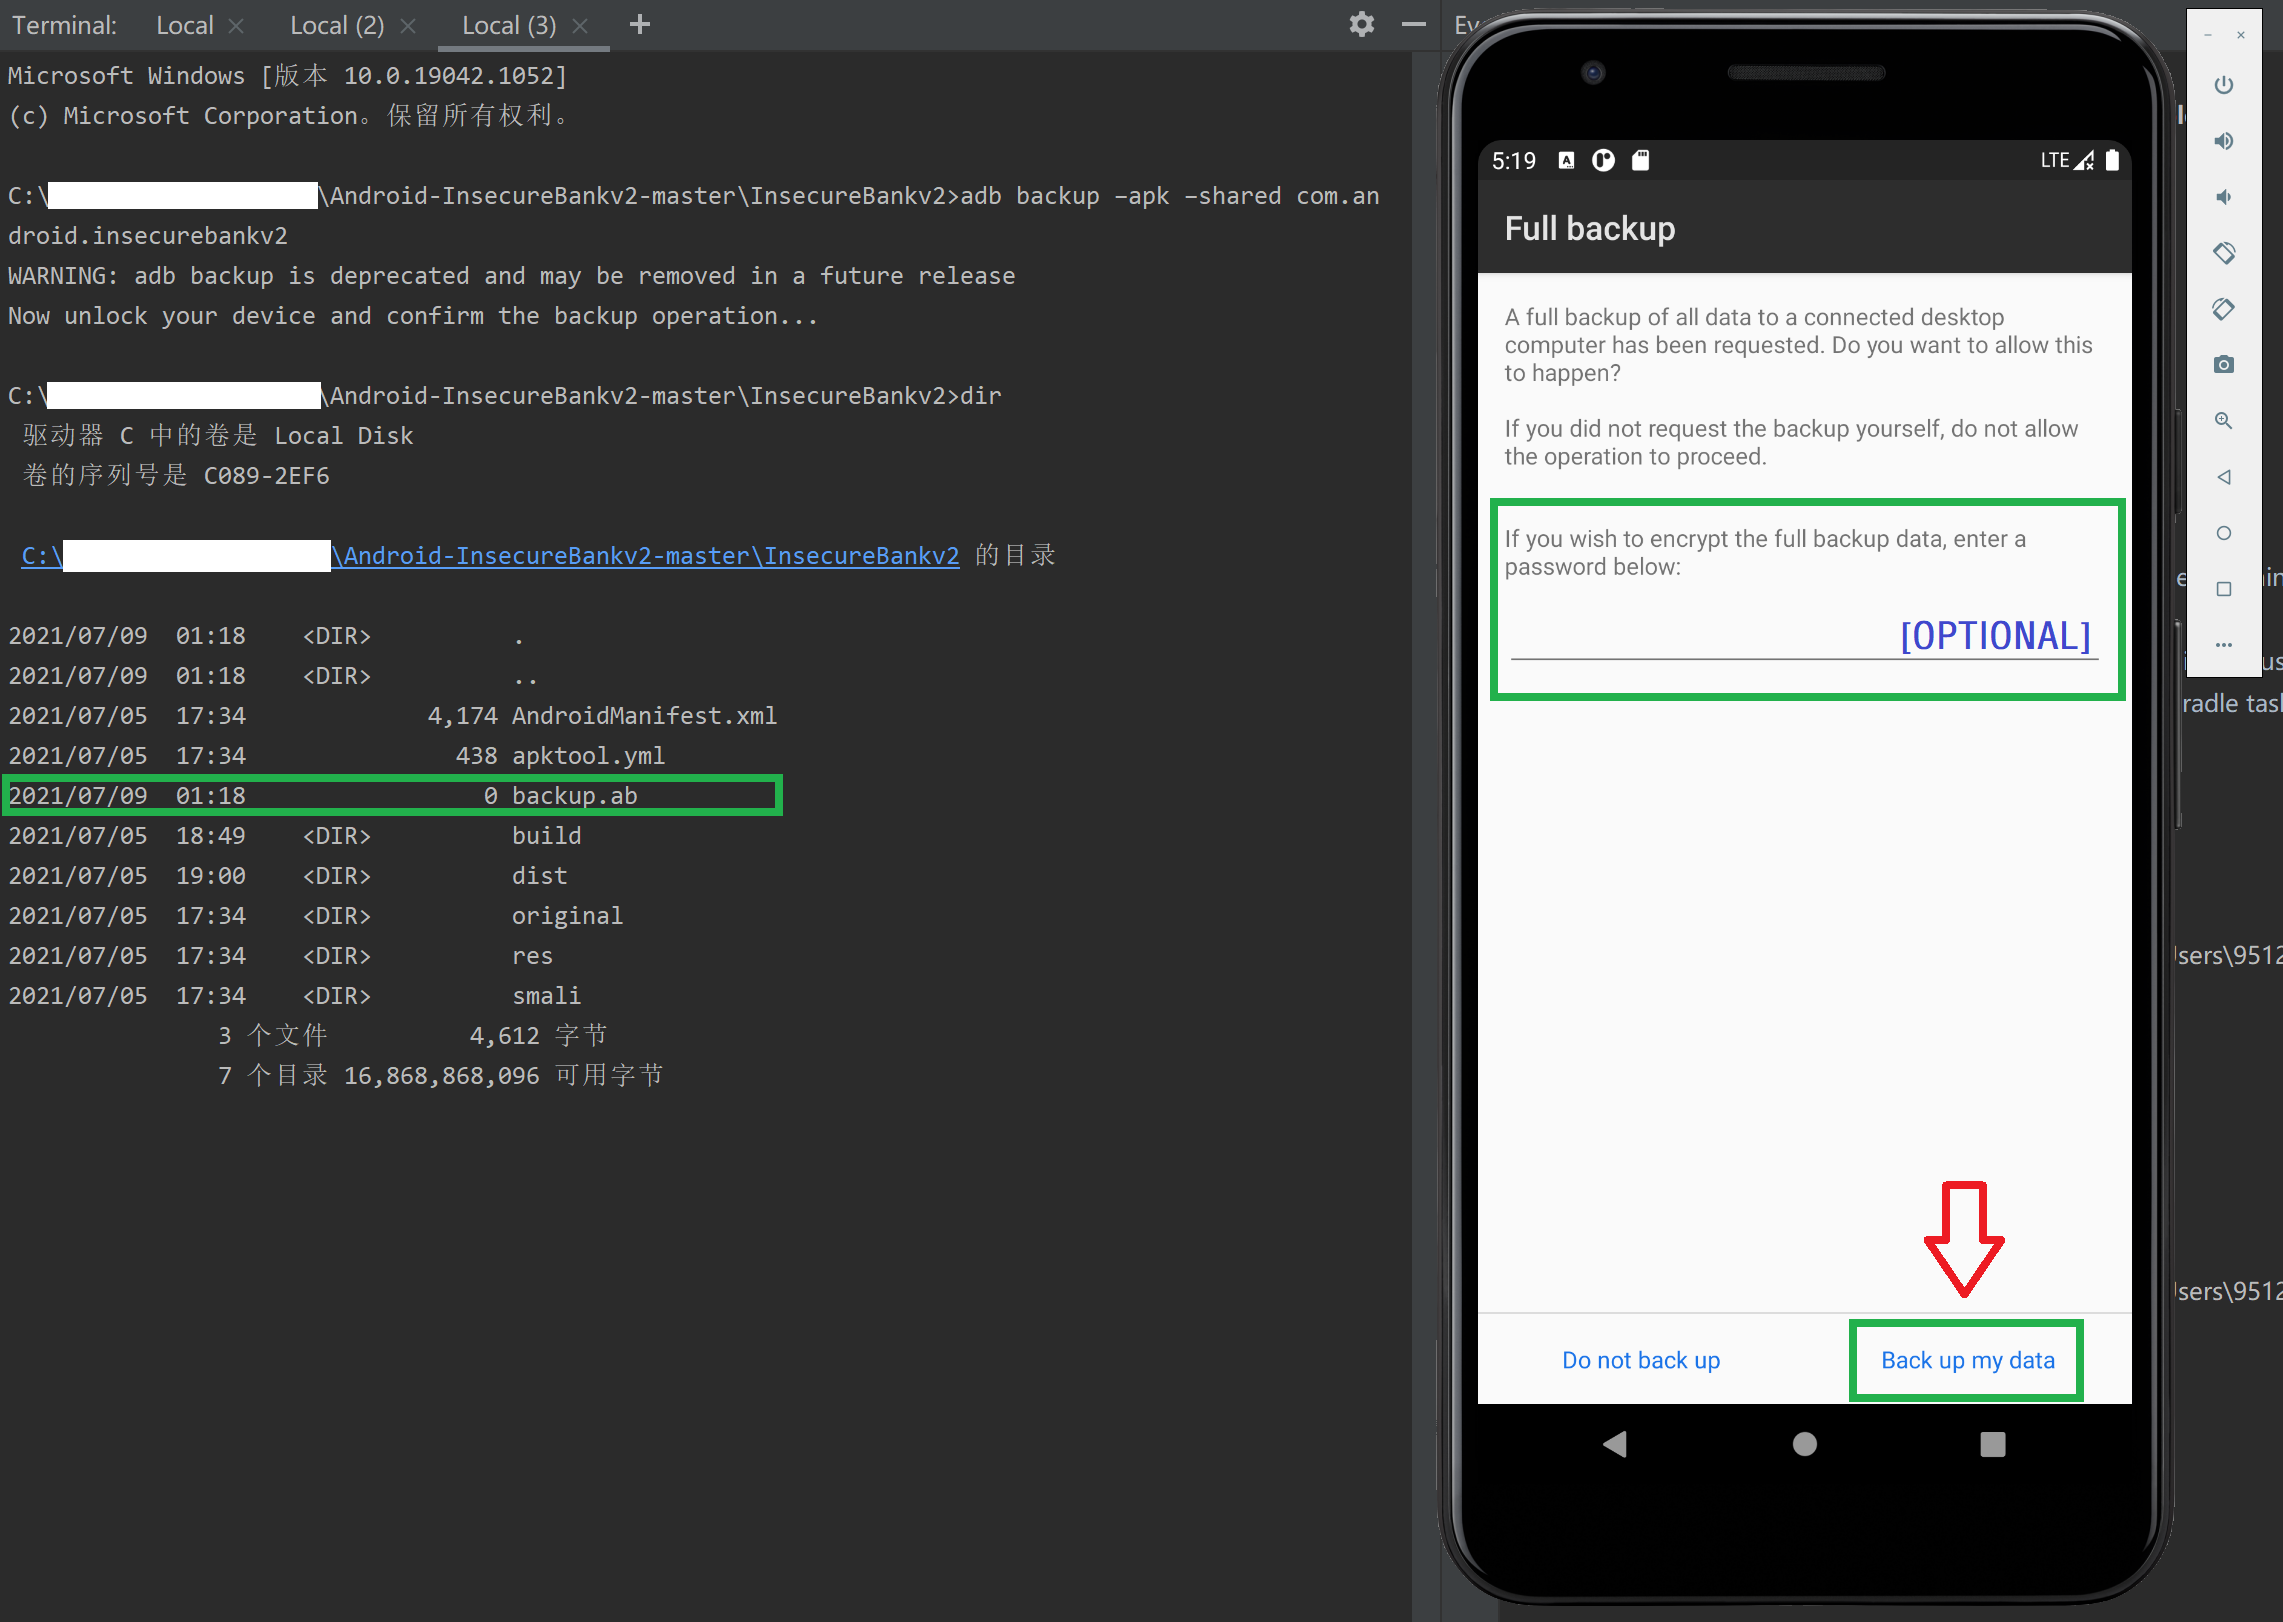 Terminal: Local Local (2) Local (3)
Microsoft Windows [版本 10.0.19042.1052]
(c) Microsoft Corporation。保留所有权利。
C:\ \Android-InsecureBankv2-master\InsecureBankv2>adb backup –apk –shared com.an
droid.insecurebankv2
WARNING: adb backup is deprecated and may be removed in a future release
Now unlock your device and confirm the backup operation...
C:\ \Android-InsecureBankv2-master\InsecureBankv2>dir
驱动器 C 中的卷是 Local Disk
卷的序列号是 C089-2EF6
C:\ \Android-InsecureBankv2-master\InsecureBankv2 的目录
2021/07/09 01:18 <DIR> .
2021/07/09 01:18 <DIR> ..
2021/07/05 17:34 4,174 AndroidManifest.xml
2021/07/05 17:34 438 apktool.yml
2021/07/09 01:18 0 backup.ab
2021/07/05 18:49 <DIR> build
2021/07/05 19:00 <DIR> dist
2021/07/05 17:34 <DIR> original
2021/07/05 17:34 <DIR> res
2021/07/05 17:34 <DIR> smali
3 个文件 4,612 字节
7 个目录 16,868,868,096 可用字节
5:19 LTE
Full backup
A full backup of all data to a connected desktop
computer has been requested. Do you want to allow this
to happen?
If you did not request the backup yourself, do not allow
the operation to proceed.
If you wish to encrypt the full backup data, enter a
password below:
[OPTIONAL]
Do not back up Back up my data
radle tas
sers\9512
sers\9512